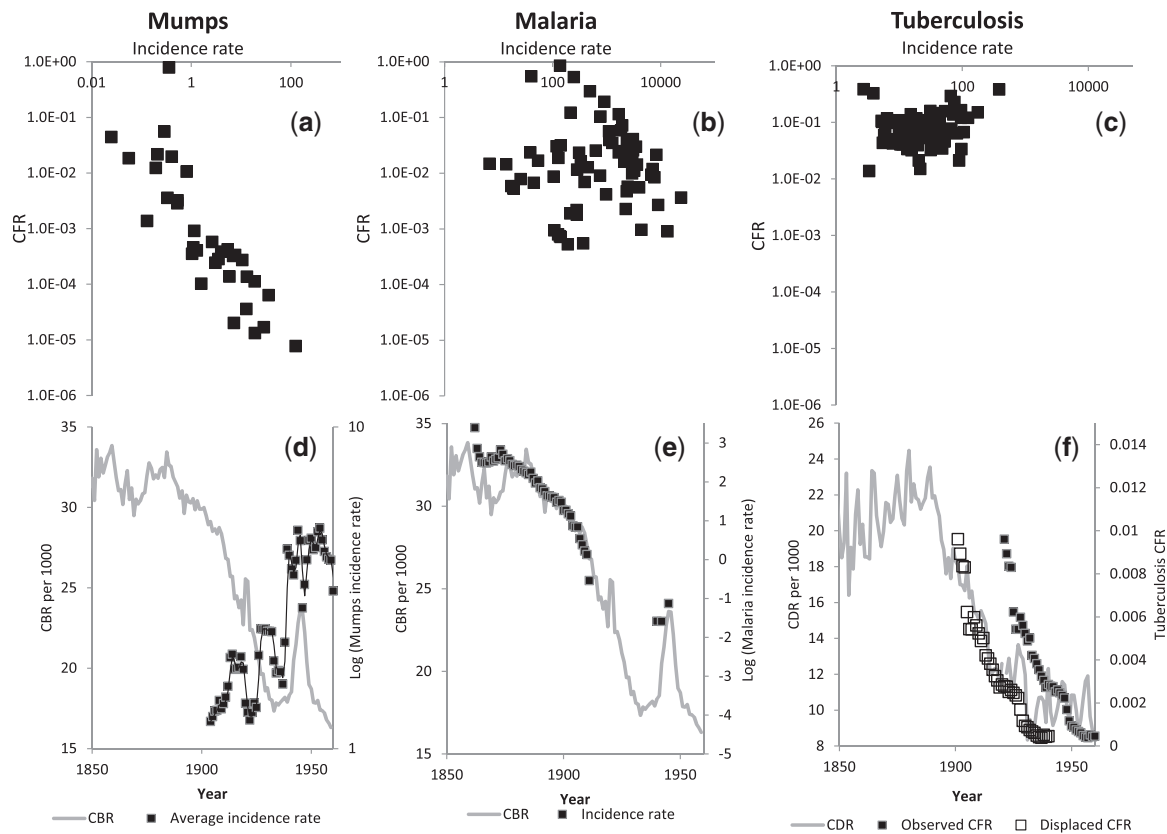 Mumps
Incidence rate
0.01 1 100
1.0E+00
1.0E-01
1.0E-02
1.0E-03
1.0E-04
1.0E-05
1.0E-06
CFR
(a)
Malaria
Incidence rate
1 100 10000
1.0E+00
1.0E-01
1.0E-02
1.0E-03
1.0E-04
1.0E-05
1.0E-06
CFR
(b)
Tuberculosis
Incidence rate
1 100 10000
1.0E+00
1.0E-01
1.0E-02
1.0E-03
1.0E-04
1.0E-05
1.0E-06
CFR
(c)
(d)
35
30
25
20
15
CBR per 1000
10
1
Log (Mumps incidence rate)
1850 1900 1950
Year
CBR Average incidence rate
(e)
35
30
25
20
15
CBR per 1000
3
2
1
0
-1
-2
-3
-4
-5
Log (Malaria incidence rate)
1850 1900 1950
Year
CBR Incidence rate
(f)
26
24
22
20
18
16
14
12
10
8
CDR per 1000
0.014
0.012
0.010
0.008
0.006
0.004
0.002
0
Tuberculosis CFR
1850 1900 1950
Year
CDR Observed CFR Displaced CFR